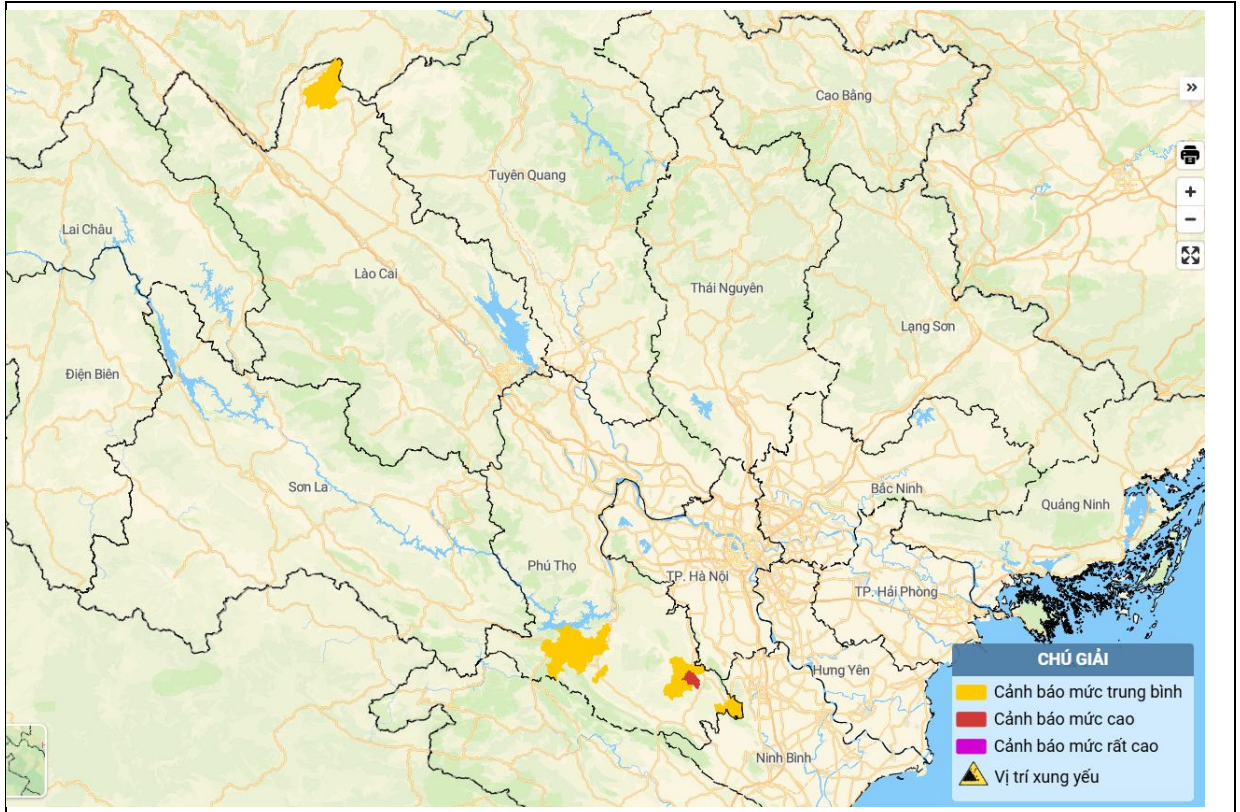 »
Cao Bằng
Tuyên Quang
+
−
Lai Châu
Lào Cai
Thái Nguyên
Lạng Sơn
Điện Biên
Sơn La
Bắc Ninh
Quảng Ninh
Phú Thọ
TP. Hà Nội
TP. Hải Phòng
Hưng Yên
Ninh Bình
CHÚ GIẢI
Cảnh báo mức trung bình
Cảnh báo mức cao
Cảnh báo mức rất cao
Vị trí xung yếu